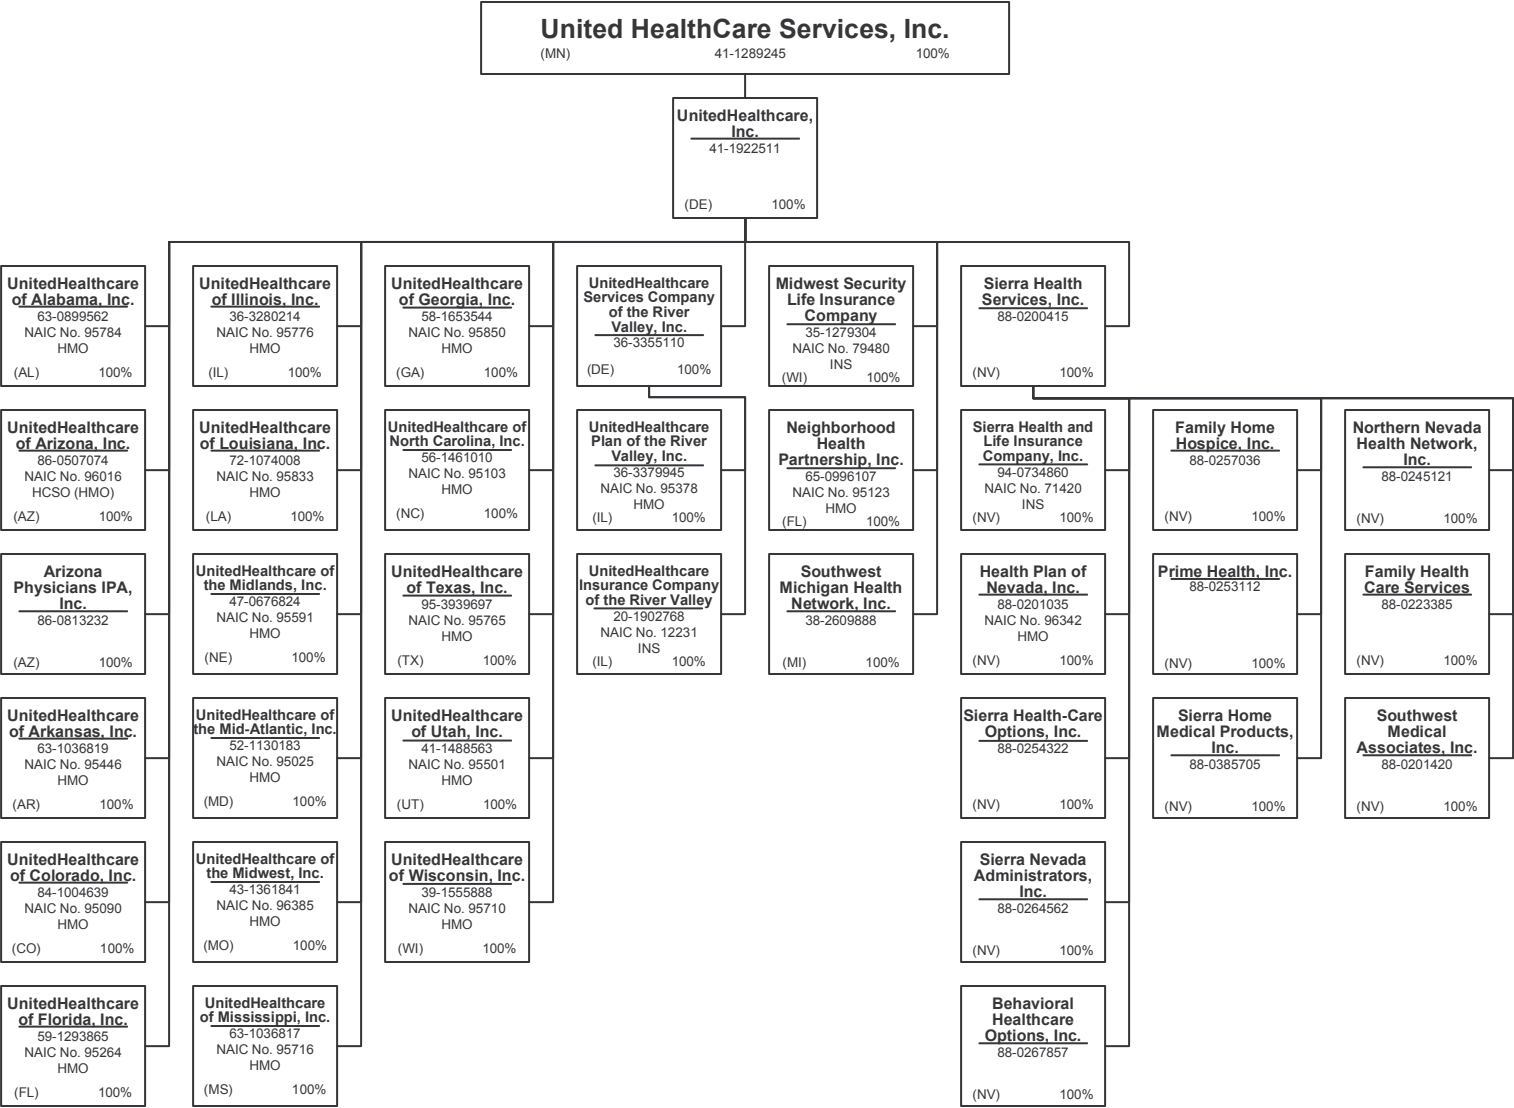 United HealthCare Services, Inc.
(MN) 41-1289245 100%
UnitedHealthcare,
Inc.
41-1922511
(DE) 100%
UnitedHealthcare
of Alabama, Inc.
63-0899562
NAIC No. 95784
HMO
(AL) 100%
UnitedHealthcare
of Illinois, Inc.
36-3280214
NAIC No. 95776
HMO
(IL) 100%
UnitedHealthcare
of Georgia, Inc.
58-1653544
NAIC No. 95850
HMO
(GA) 100%
UnitedHealthcare
Services Company
of the River
Valley, Inc.
36-3355110
(DE) 100%
Midwest Security
Life Insurance
Company
35-1279304
NAIC No. 79480
INS
(WI) 100%
Sierra Health
Services, Inc.
88-0200415
(NV) 100%
UnitedHealthcare
of Arizona, Inc.
86-0507074
NAIC No. 96016
HCSO (HMO)
(AZ) 100%
UnitedHealthcare
of Louisiana, Inc.
72-1074008
NAIC No. 95833
HMO
(LA) 100%
UnitedHealthcare of
North Carolina, Inc.
56-1461010
NAIC No. 95103
HMO
(NC) 100%
UnitedHealthcare
Plan of the River
Valley, Inc.
36-3379945
NAIC No. 95378
HMO
(IL) 100%
Neighborhood
Health
Partnership, Inc.
65-0996107
NAIC No. 95123
HMO
(FL) 100%
Sierra Health and
Life Insurance
Company, Inc.
94-0734860
NAIC No. 71420
INS
(NV) 100%
Family Home
Hospice, Inc.
88-0257036
(NV) 100%
Northern Nevada
Health Network,
Inc.
88-0245121
(NV) 100%
Arizona
Physicians IPA,
Inc.
86-0813232
(AZ) 100%
UnitedHealthcare of
the Midlands, Inc.
47-0676824
NAIC No. 95591
HMO
(NE) 100%
UnitedHealthcare
of Texas, Inc.
95-3939697
NAIC No. 95765
HMO
(TX) 100%
UnitedHealthcare
Insurance Company
of the River Valley
20-1902768
NAIC No. 12231
INS
(IL) 100%
Southwest
Michigan Health
Network, Inc.
38-2609888
(MI) 100%
Health Plan of
Nevada, Inc.
88-0201035
NAIC No. 96342
HMO
(NV) 100%
Prime Health, Inc.
88-0253112
(NV) 100%
Family Health
Care Services
88-0223385
(NV) 100%
UnitedHealthcare
of Arkansas, Inc.
63-1036819
NAIC No. 95446
HMO
(AR) 100%
UnitedHealthcare of
the Mid-Atlantic, Inc.
52-1130183
NAIC No. 95025
HMO
(MD) 100%
UnitedHealthcare
of Utah, Inc.
41-1488563
NAIC No. 95501
HMO
(UT) 100%
Sierra Health-Care
Options, Inc.
88-0254322
(NV) 100%
Sierra Home
Medical Products,
Inc.
88-0385705
(NV) 100%
Southwest
Medical
Associates, Inc.
88-0201420
(NV) 100%
UnitedHealthcare
of Colorado, Inc.
84-1004639
NAIC No. 95090
HMO
(CO) 100%
UnitedHealthcare of
the Midwest, Inc.
43-1361841
NAIC No. 96385
HMO
(MO) 100%
UnitedHealthcare
of Wisconsin, Inc.
39-1555888
NAIC No. 95710
HMO
(WI) 100%
Sierra Nevada
Administrators,
Inc.
88-0264562
(NV) 100%
UnitedHealthcare
of Florida, Inc.
59-1293865
NAIC No. 95264
HMO
(FL) 100%
UnitedHealthcare
of Mississippi, Inc.
63-1036817
NAIC No. 95716
HMO
(MS) 100%
Behavioral
Healthcare
Options, Inc.
88-0267857
(NV) 100%